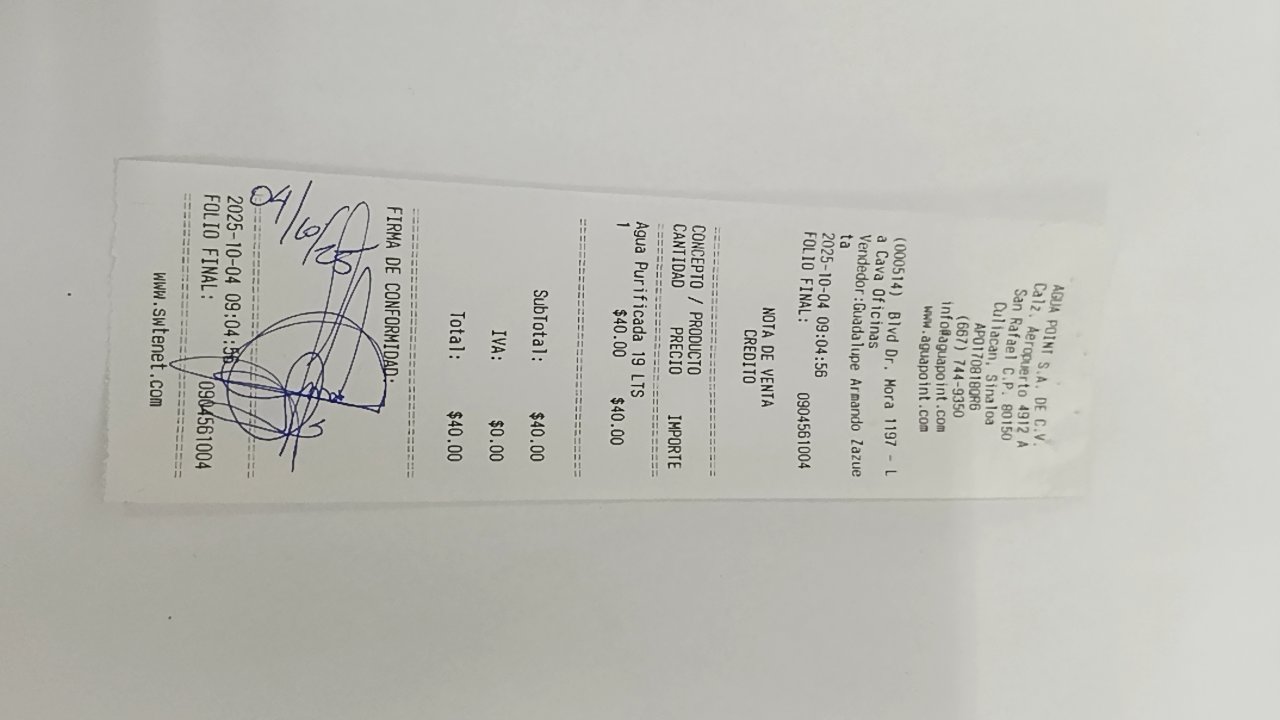 AGUA POINT S.A. DE C.V.
Calz. Aeropuerto 4912 A
San Rafael C.P. 80150
Culiacan, Sinaloa
APO170818QR6
(667) 744-9350
info@aguapoint.com
www.aguapoint.com
(000514) Blvd Dr. Mora 1197 - L
a Cava Oficinas
Vendedor:Guadalupe Armando Zazue
ta
2025-10-04 09:04:56
FOLIO FINAL: 0904561004
NOTA DE VENTA
CREDITO
CONCEPTO / PRODUCTO
CANTIDAD PRECIO IMPORTE
Agua Purificada 19 LTS
1 $40.00 $40.00
SubTotal: $40.00
IVA: $0.00
Total: $40.00
FIRMA DE CONFORMIDAD:
04/10/25
2025-10-04 09:04:56
FOLIO FINAL: 0904561004
www.swtenet.com